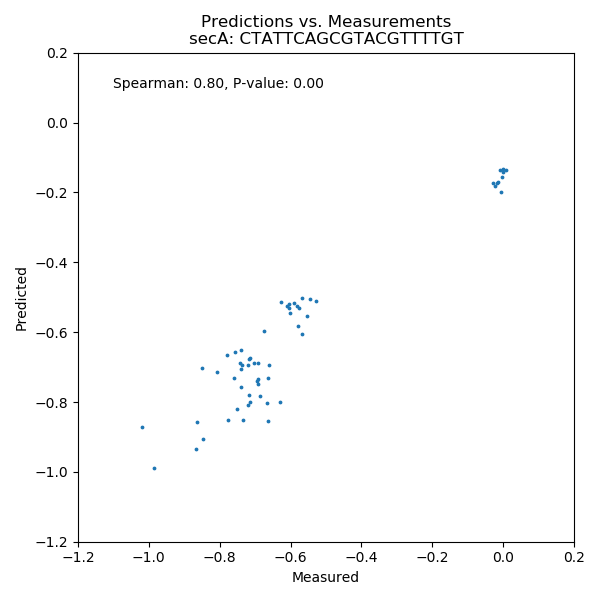 Predictions vs. Measurements
secA: CTATTCAGCGTACGTTTTGT
Spearman: 0.80, P-value: 0.00
0.2
0.0
−0.2
−0.4
−0.6
−0.8
−1.0
−1.2
Predicted
−1.2 −1.0 −0.8 −0.6 −0.4 −0.2 0.0 0.2
Measured